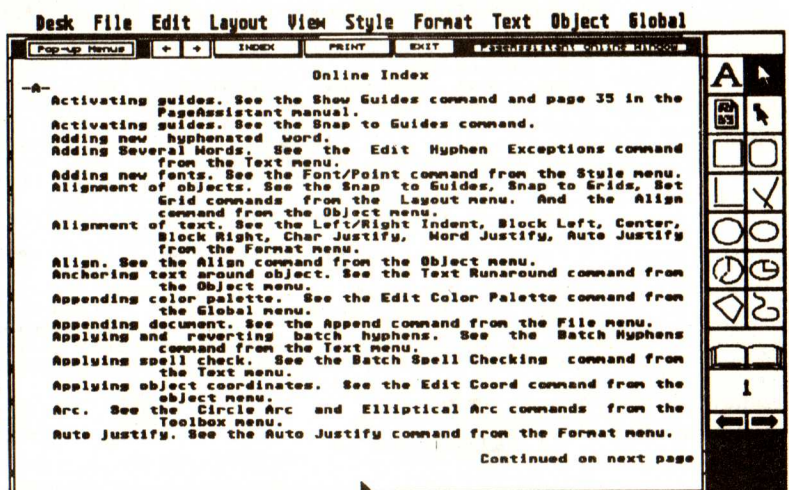 Desk File Edit Layout View Style Format Text Object Global
Pop-up Menus INDEX PRINT EXIT PageAssistant Online Window
Online Index
-A-
Activating guides. See the Show Guides command and page 35 in the
PageAssistant manual.
Activating guides. See the Snap to Guides command.
Adding new hyphenated word.
Adding Several Words. See the Edit Hyphen Exceptions command
from the Text menu.
Adding new fonts. See the Font/Point command from the Style menu.
Alignment of objects. See the Snap to Guides, Snap to Grids, Set
Grid commands from the Layout menu. And the Align
command from the Object menu.
Alignment of text. See the Left/Right Indent, Block Left, Center,
Block Right, Char Justify, Word Justify, Auto Justify
from the Format menu.
Align. See the Align command from the Object menu.
Anchoring text around object. See the Text Runaround command from
the Object menu.
Appending color palette. See the Edit Color Palette command from
the Global menu.
Appending document. See the Append command from the File menu.
Applying and reverting batch hyphens. See the Batch Hyphens
command from the Text menu.
Applying spell check. See the Batch Spell Checking command from
the Text menu.
Applying object coordinates. See the Edit Coord command from the
object menu.
Arc. See the Circle Arc and Elliptical Arc commands from the
Toolbox menu.
Auto Justify. See the Auto Justify command from the Format menu.
Continued on next page
A
1